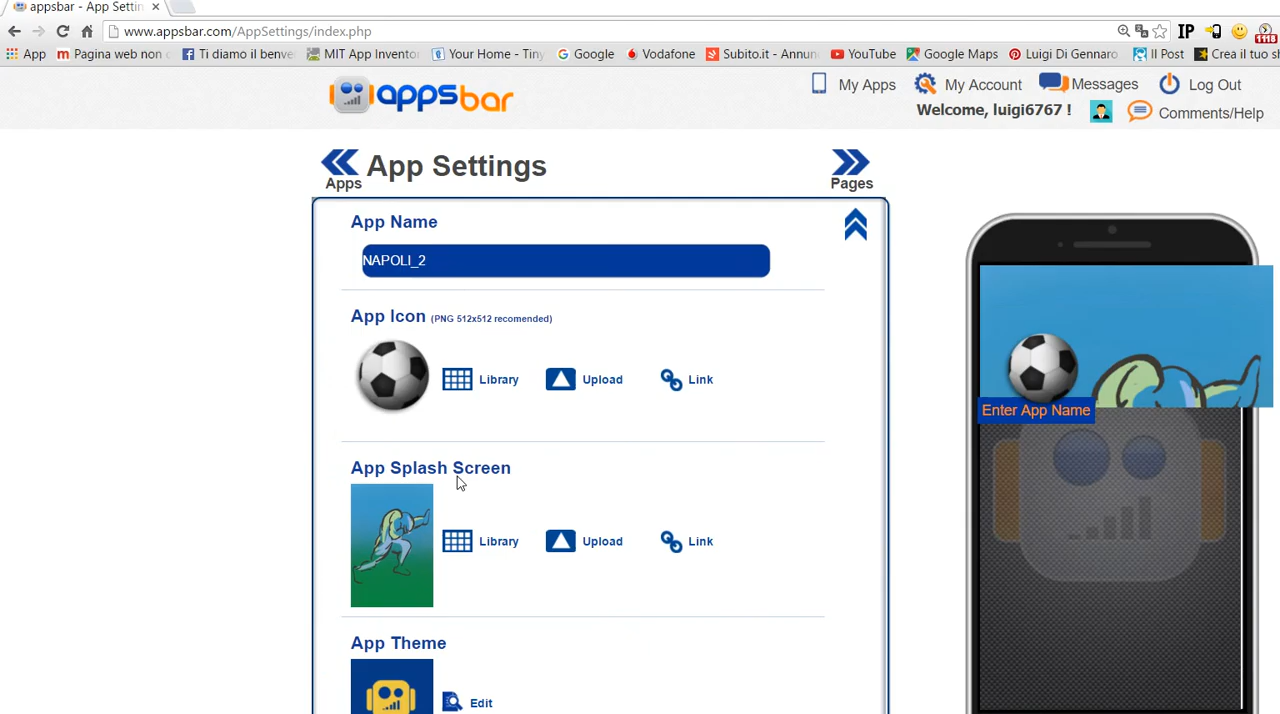 appsbar - App Settin
www.appsbar.com/AppSettings/index.php
IP
App
Pagina web non
Ti diamo il benve
MIT App Inventor
Your Home - Tiny
Google
Vodafone
Subito.it - Annun
YouTube
Google Maps
Luigi Di Gennaro
Il Post
Crea il tuo s
1118
appsbar
My Apps
My Account
Messages
Log Out
Welcome, luigi6767 !
Comments/Help
Apps
App Settings
Pages
App Name
NAPOLI_2
App Icon (PNG 512x512 recomended)
Library
Upload
Link
Enter App Name
App Splash Screen
Library
Upload
Link
App Theme
Edit